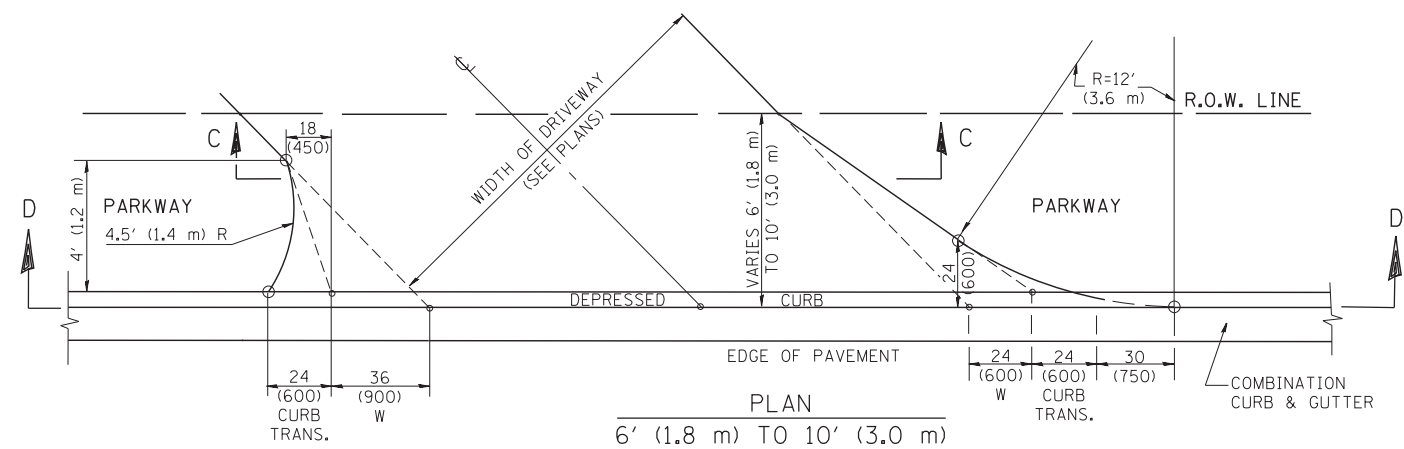 ℄
WIDTH OF DRIVEWAY
(SEE PLANS)
R=12'
(3.6 m)
R.O.W. LINE
18
(450)
C
C
4' (1.2 m)
PARKWAY
4.5' (1.4 m) R
VARIES 6' (1.8 m)
TO 10' (3.0 m)
PARKWAY
D
D
24
(600)
DEPRESSED CURB
EDGE OF PAVEMENT
24
(600)
CURB
TRANS.
36
(900)
W
24
(600)
W
24
(600)
CURB
TRANS.
30
(750)
COMBINATION
CURB & GUTTER
PLAN
6' (1.8 m) TO 10' (3.0 m)